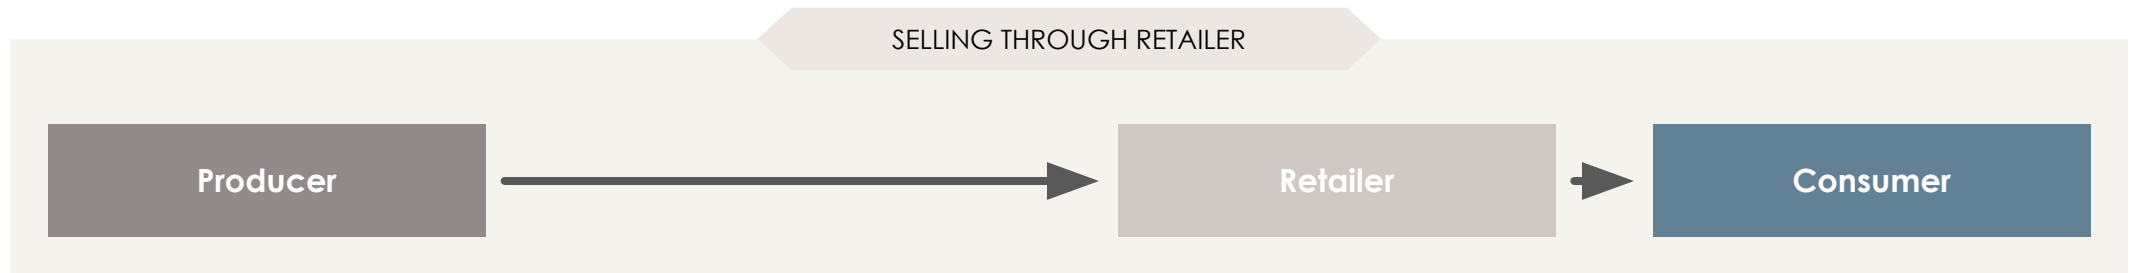 SELLING THROUGH RETAILER
Producer
Retailer
Consumer